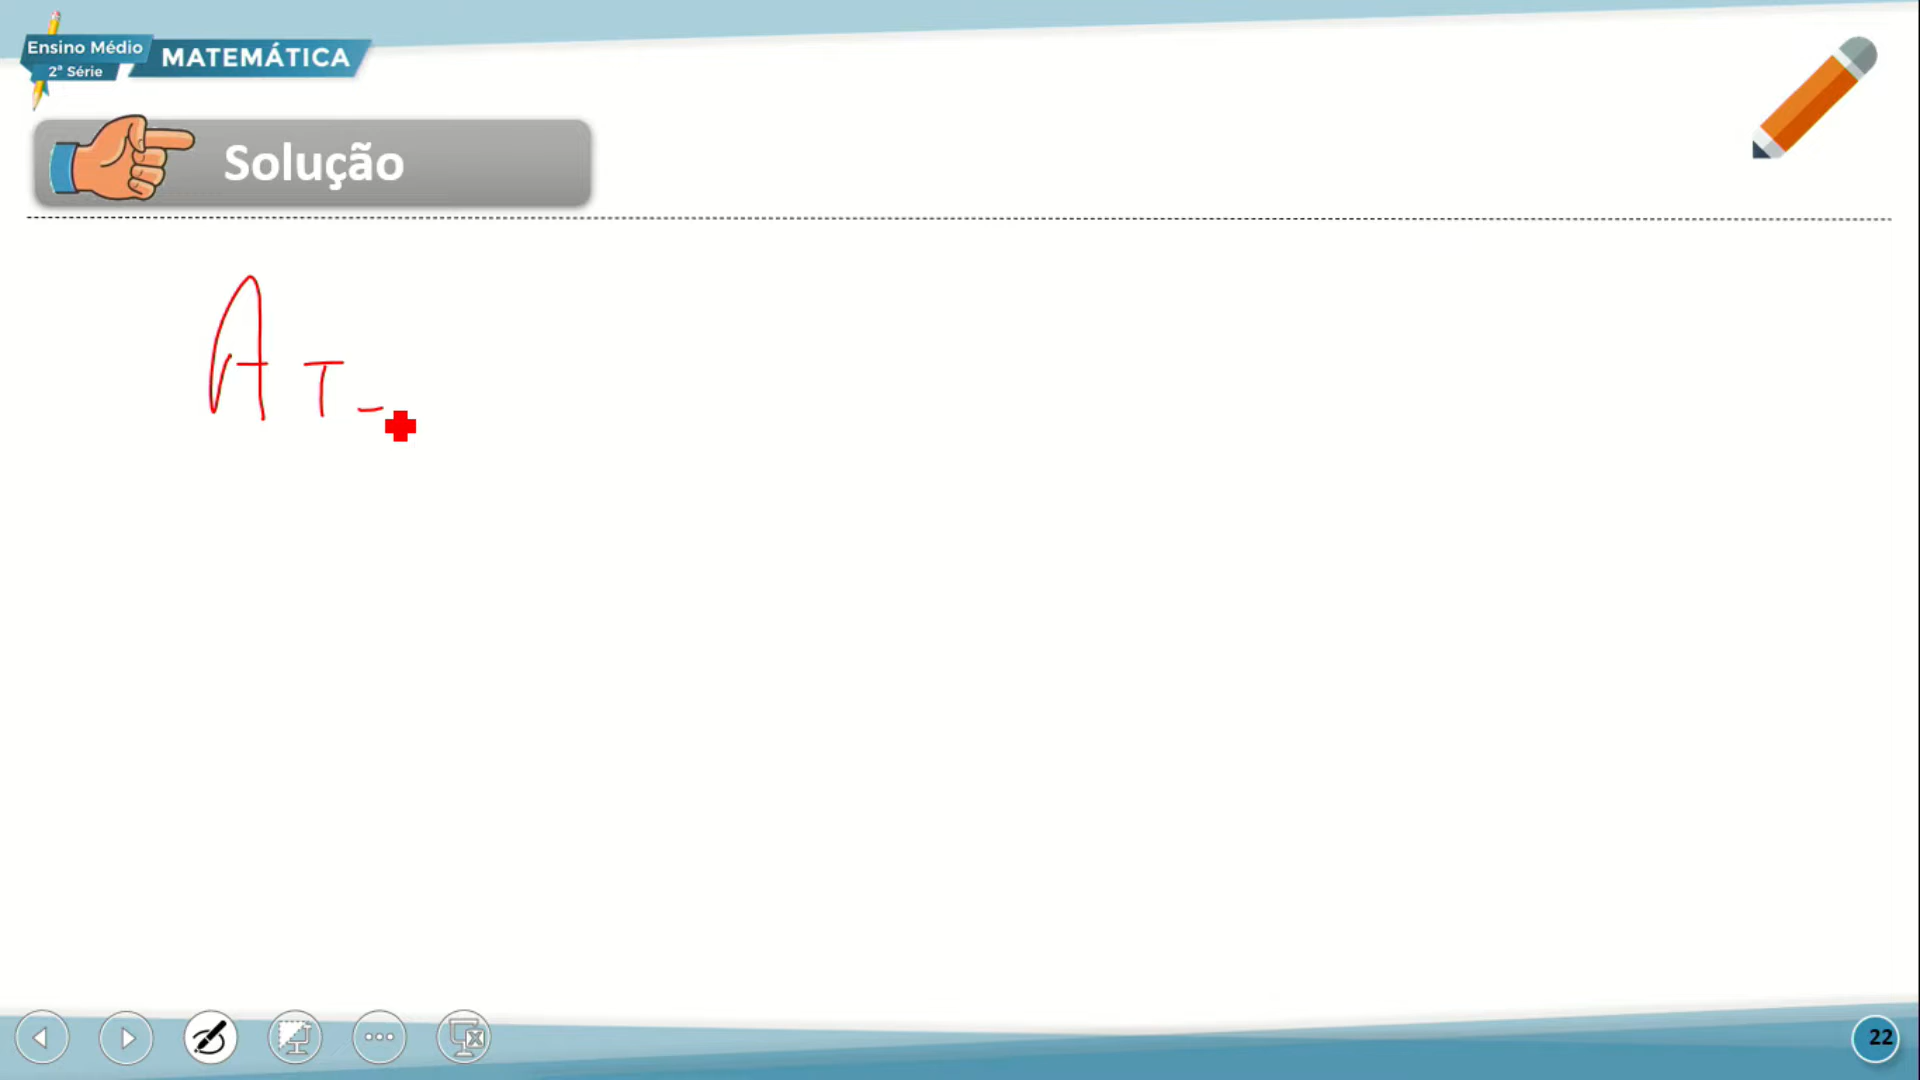 Ensino Médio
2ª Série
MATEMÁTICA
Solução
A T -
22